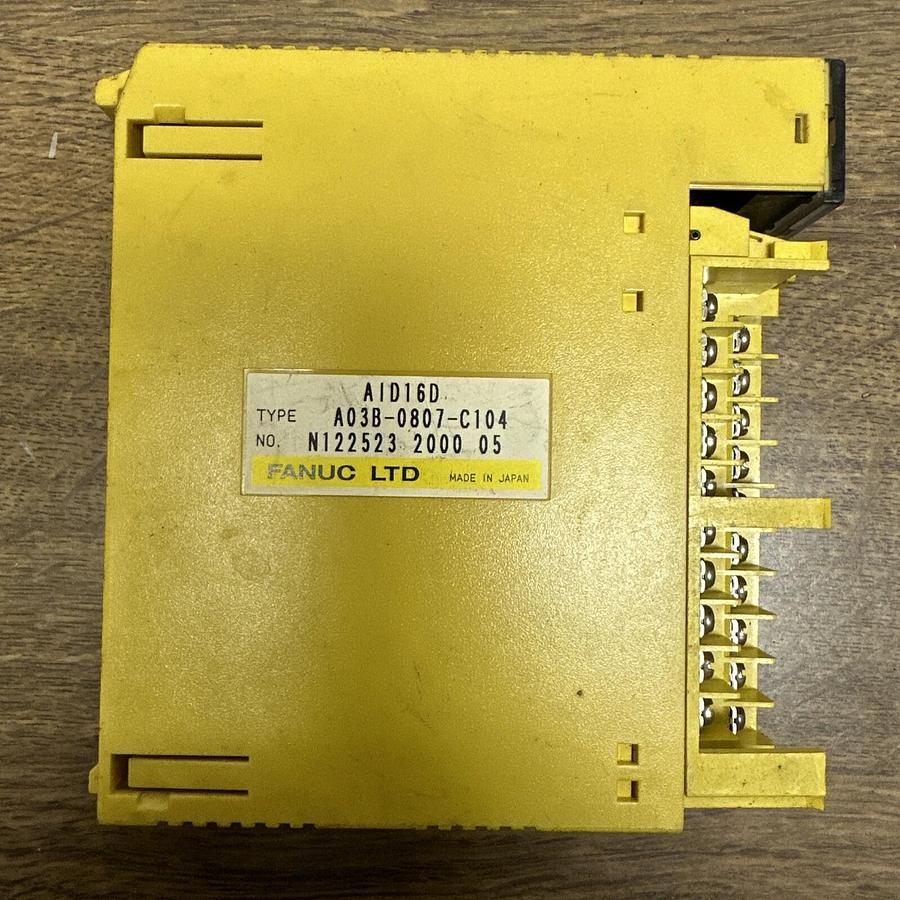 AID16D
TYPE A03B-0807-C104
NO. N122523 2000 05
FANUC LTD MADE IN JAPAN